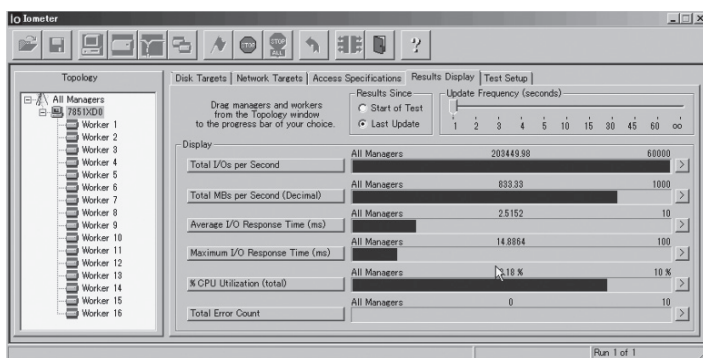 Iometer
STOP
STOP ALL
Topology
All Managers
7851XD8
Worker 1
Worker 2
Worker 3
Worker 4
Worker 5
Worker 6
Worker 7
Worker 8
Worker 9
Worker 10
Worker 11
Worker 12
Worker 13
Worker 14
Worker 15
Worker 16
Disk Targets | Network Targets | Access Specifications | Results Display | Test Setup
Drag managers and workers
from the Topology window
to the progress bar of your choice.
Results Since
Start of Test
Last Update
Update Frequency (seconds)
1 2 3 4 5 10 15 30 45 60 ∞
Display
All Managers 203449.98 60000
Total I/Os per Second
All Managers 833.33 1000
Total MBs per Second (Decimal)
All Managers 2.5152 10
Average I/O Response Time (ms)
All Managers 14.8864 100
Maximum I/O Response Time (ms)
All Managers .18 % 10 %
% CPU Utilization (total)
All Managers 0 10
Total Error Count
Run 1 of 1